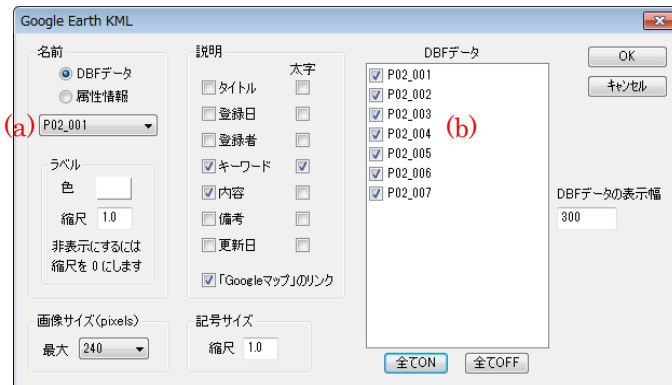 Google Earth KML
名前
DBFデータ
属性情報
(a)
P02_001
ラベル
色
縮尺 1.0
非表示にするには
縮尺を 0 にします
画像サイズ(pixels)
最大 240
説明
太字
タイトル
登録日
登録者
キーワード
内容
備考
更新日
「Googleマップ」のリンク
記号サイズ
縮尺 1.0
DBFデータ
P02_001
P02_002
P02_003
P02_004
P02_005
P02_006
P02_007
(b)
全てON 全てOFF
OK
キャンセル
DBFデータの表示幅
300